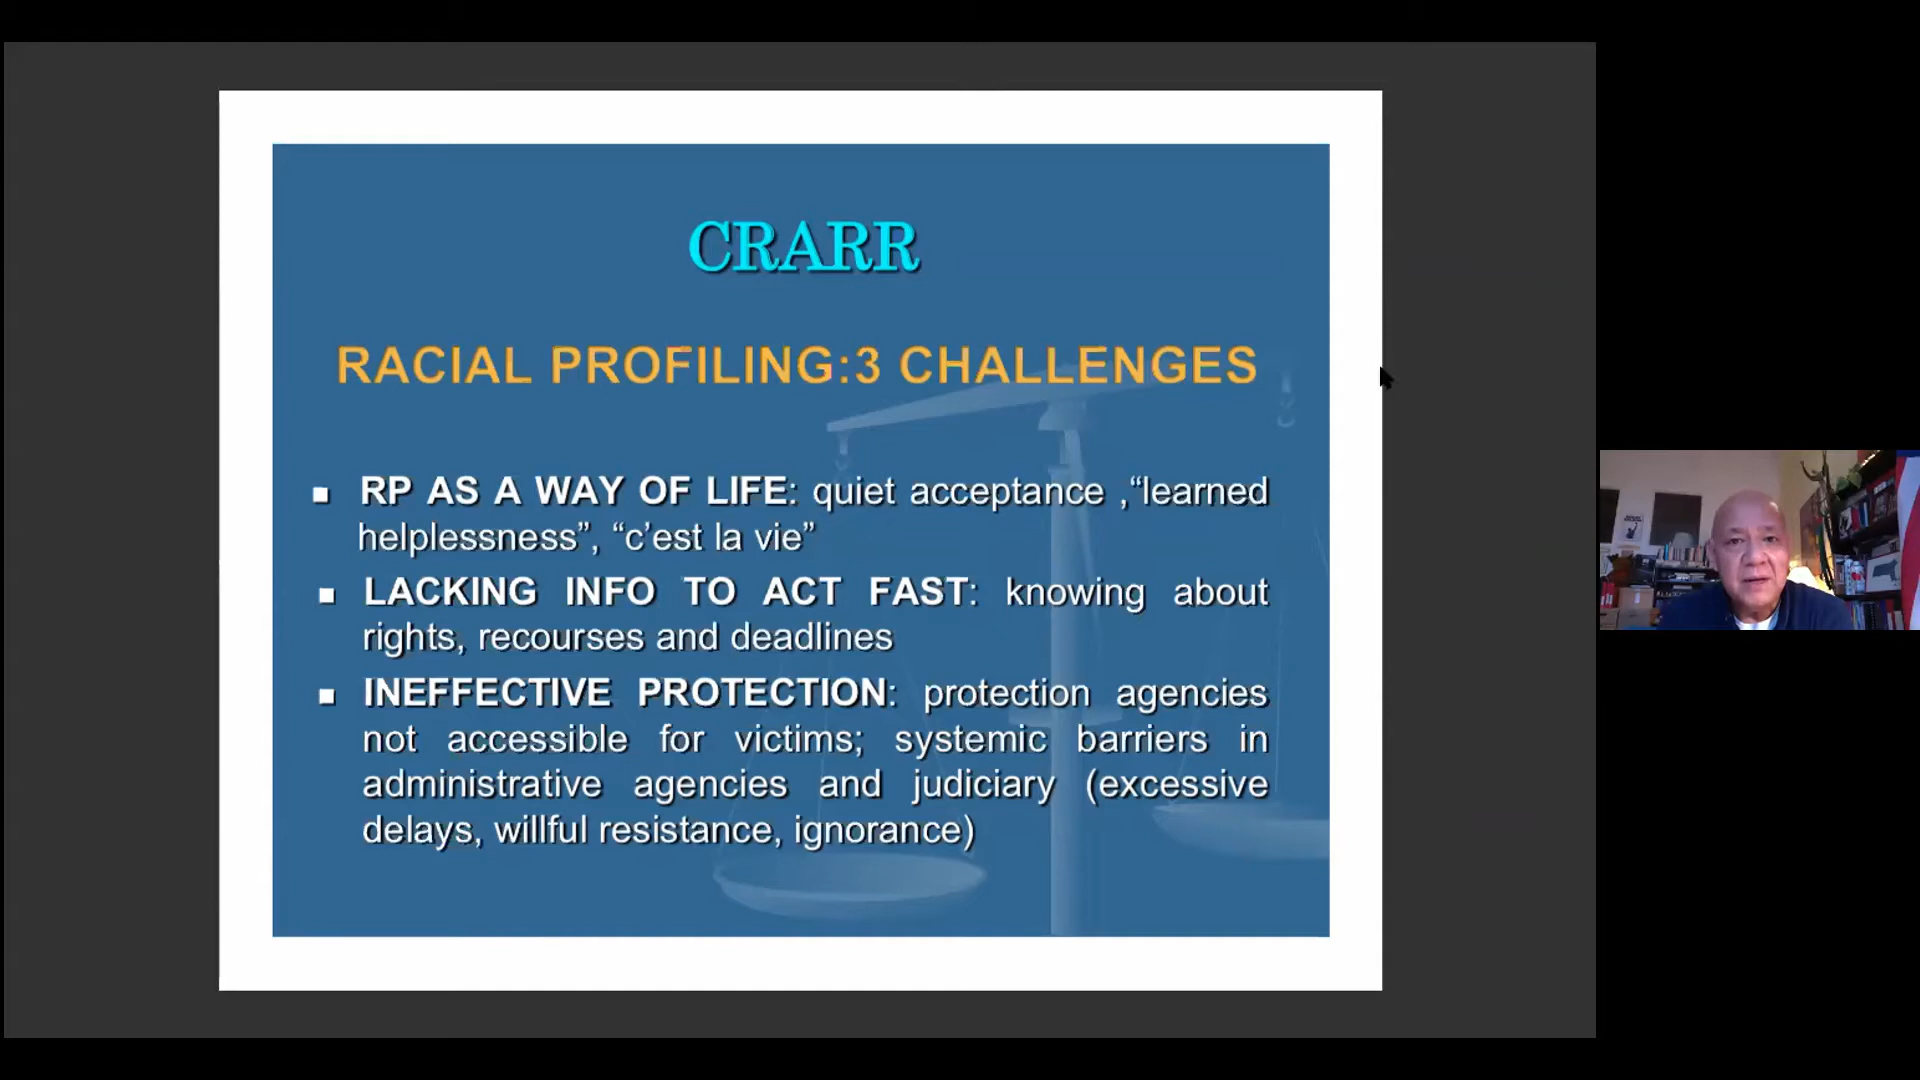 CRARR
RACIAL PROFILING:3 CHALLENGES
▪ RP AS A WAY OF LIFE: quiet acceptance ,“learned
helplessness”, “c’est la vie”
▪ LACKING INFO TO ACT FAST: knowing about
rights, recourses and deadlines
▪ INEFFECTIVE PROTECTION: protection agencies
not accessible for victims; systemic barriers in
administrative agencies and judiciary (excessive
delays, willful resistance, ignorance)